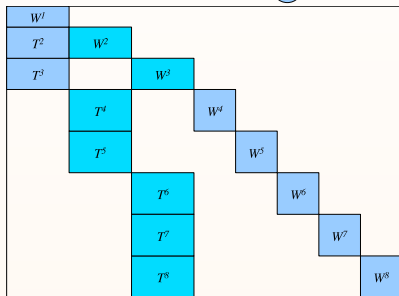 W¹
T² W²
T³ W³
T⁴ W⁴
T⁵ W⁵
T⁶ W⁶
T⁷ W⁷
T⁸ W⁸